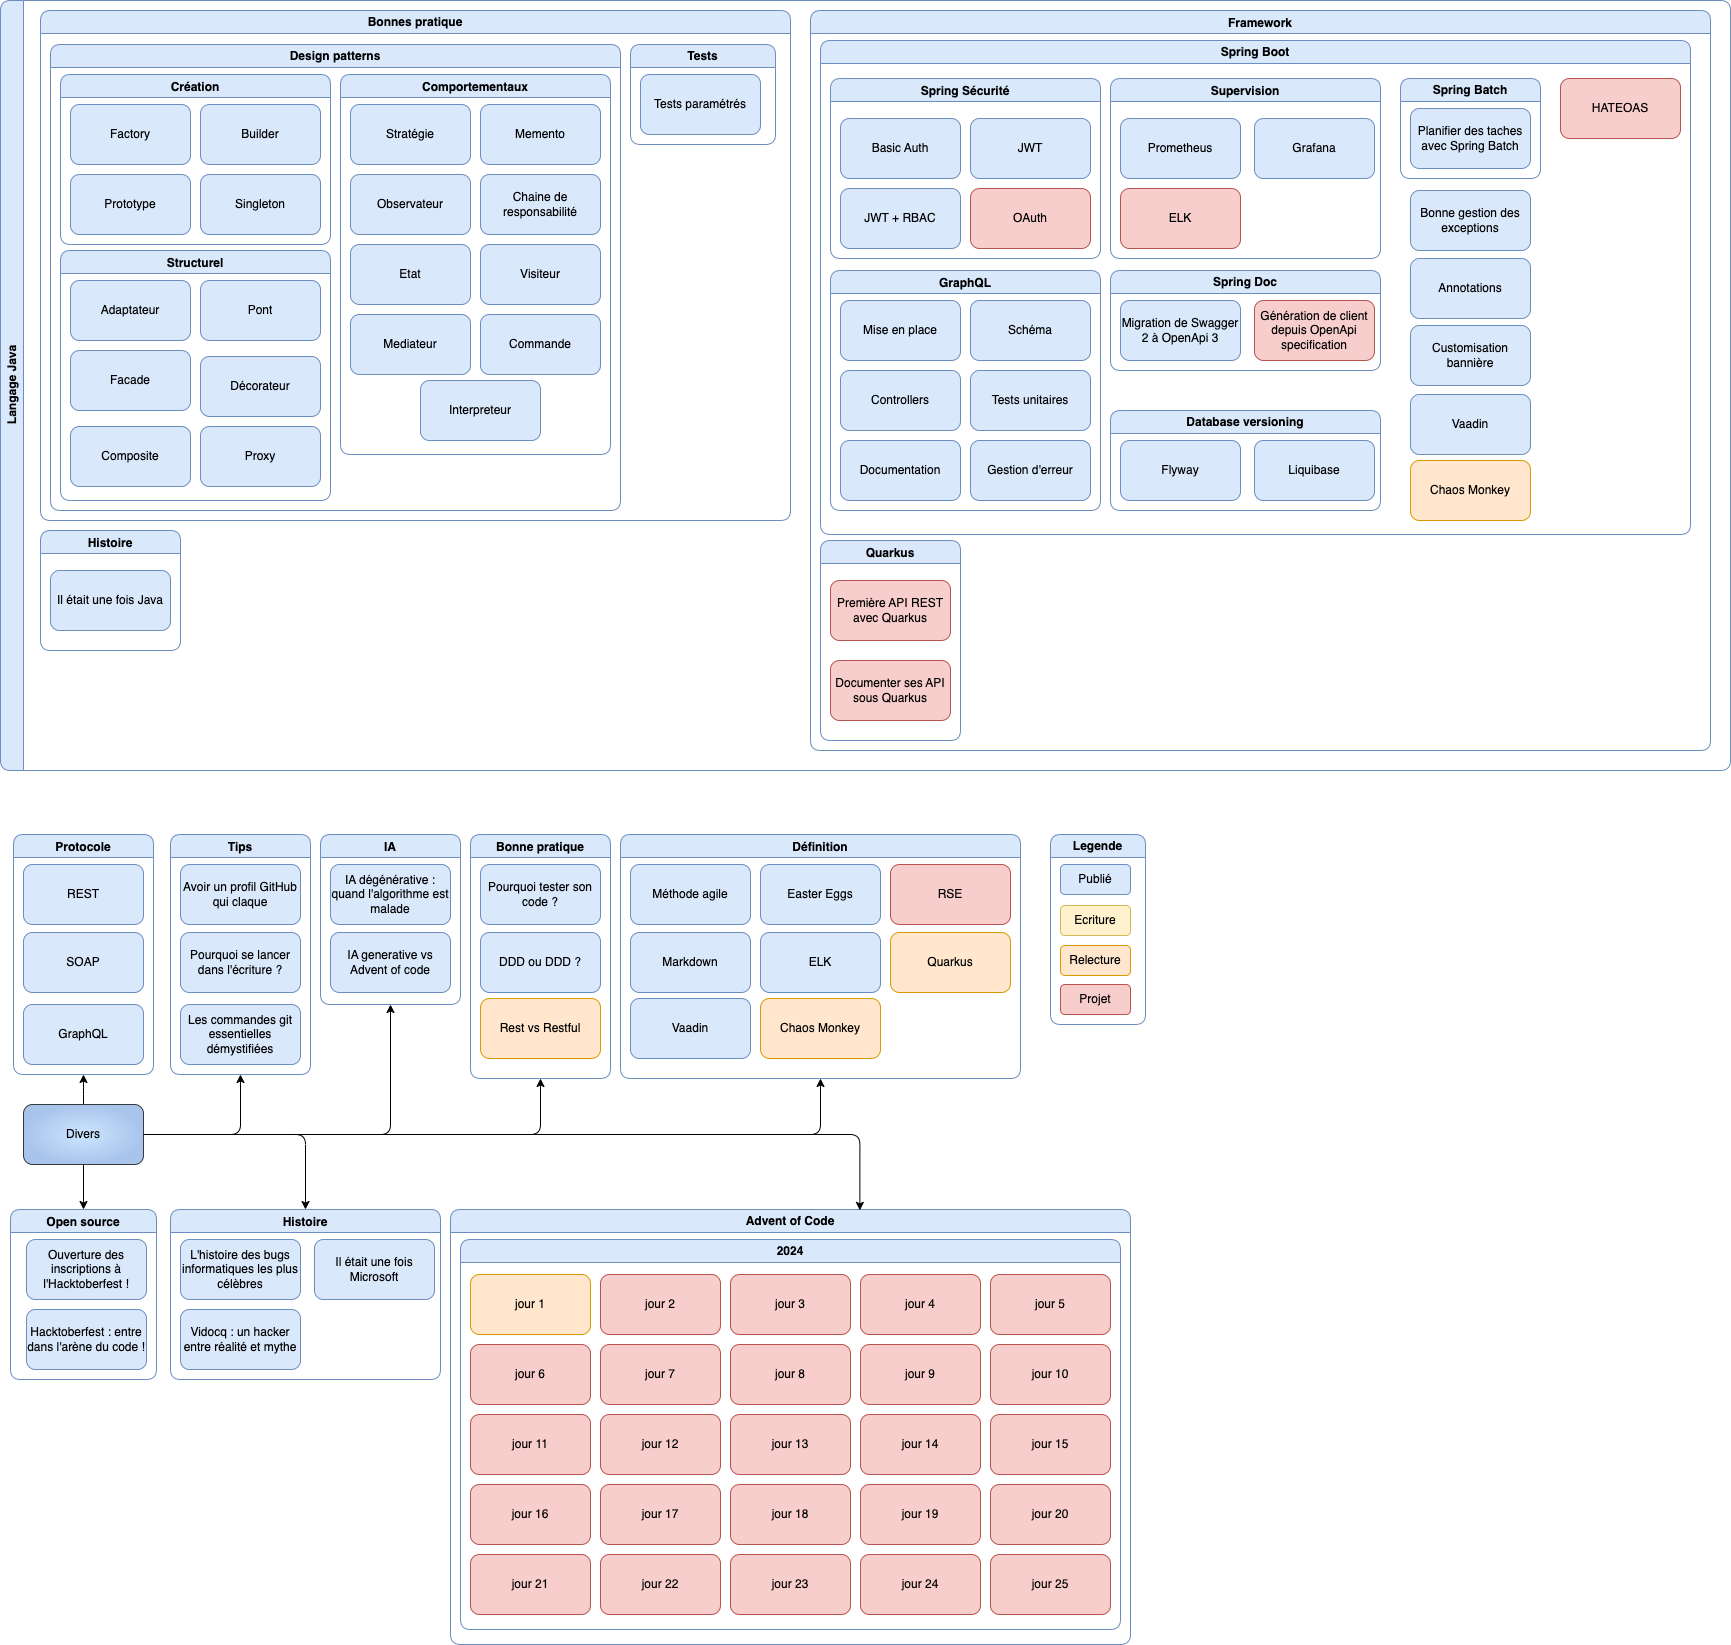 Langage Java
Bonnes pratique
Design patterns
Création
Factory
Builder
Prototype
Singleton
Structurel
Adaptateur
Pont
Facade
Décorateur
Composite
Proxy
Comportementaux
Stratégie
Memento
Observateur
Chaine de
responsabilité
Etat
Visiteur
Mediateur
Commande
Interpreteur
Tests
Tests paramétrés
Histoire
Il était une fois Java
Framework
Spring Boot
Spring Sécurité
Basic Auth
JWT
JWT + RBAC
OAuth
Supervision
Prometheus
Grafana
ELK
GraphQL
Mise en place
Schéma
Controllers
Tests unitaires
Documentation
Gestion d'erreur
Spring Doc
Migration de Swagger
2 à OpenApi 3
Génération de client
depuis OpenApi
specification
Database versioning
Flyway
Liquibase
Spring Batch
Planifier des taches
avec Spring Batch
Bonne gestion des
exceptions
Annotations
Customisation
bannière
Vaadin
Chaos Monkey
HATEOAS
Quarkus
Première API REST
avec Quarkus
Documenter ses API
sous Quarkus
Protocole
REST
SOAP
GraphQL
Tips
Avoir un profil GitHub
qui claque
Pourquoi se lancer
dans l'écriture ?
Les commandes git
essentielles
démystifiées
IA
IA dégénérative :
quand l'algorithme est
malade
IA generative vs
Advent of code
Bonne pratique
Pourquoi tester son
code ?
DDD ou DDD ?
Rest vs Restful
Définition
Méthode agile
Easter Eggs
RSE
Markdown
ELK
Quarkus
Vaadin
Chaos Monkey
Legende
Publié
Ecriture
Relecture
Projet
Divers
Open source
Ouverture des
inscriptions à
l'Hacktoberfest !
Hacktoberfest : entre
dans l'arène du code !
Histoire
L'histoire des bugs
informatiques les plus
célèbres
Il était une fois
Microsoft
Vidocq : un hacker
entre réalité et mythe
Advent of Code
2024
jour 1
jour 2
jour 3
jour 4
jour 5
jour 6
jour 7
jour 8
jour 9
jour 10
jour 11
jour 12
jour 13
jour 14
jour 15
jour 16
jour 17
jour 18
jour 19
jour 20
jour 21
jour 22
jour 23
jour 24
jour 25